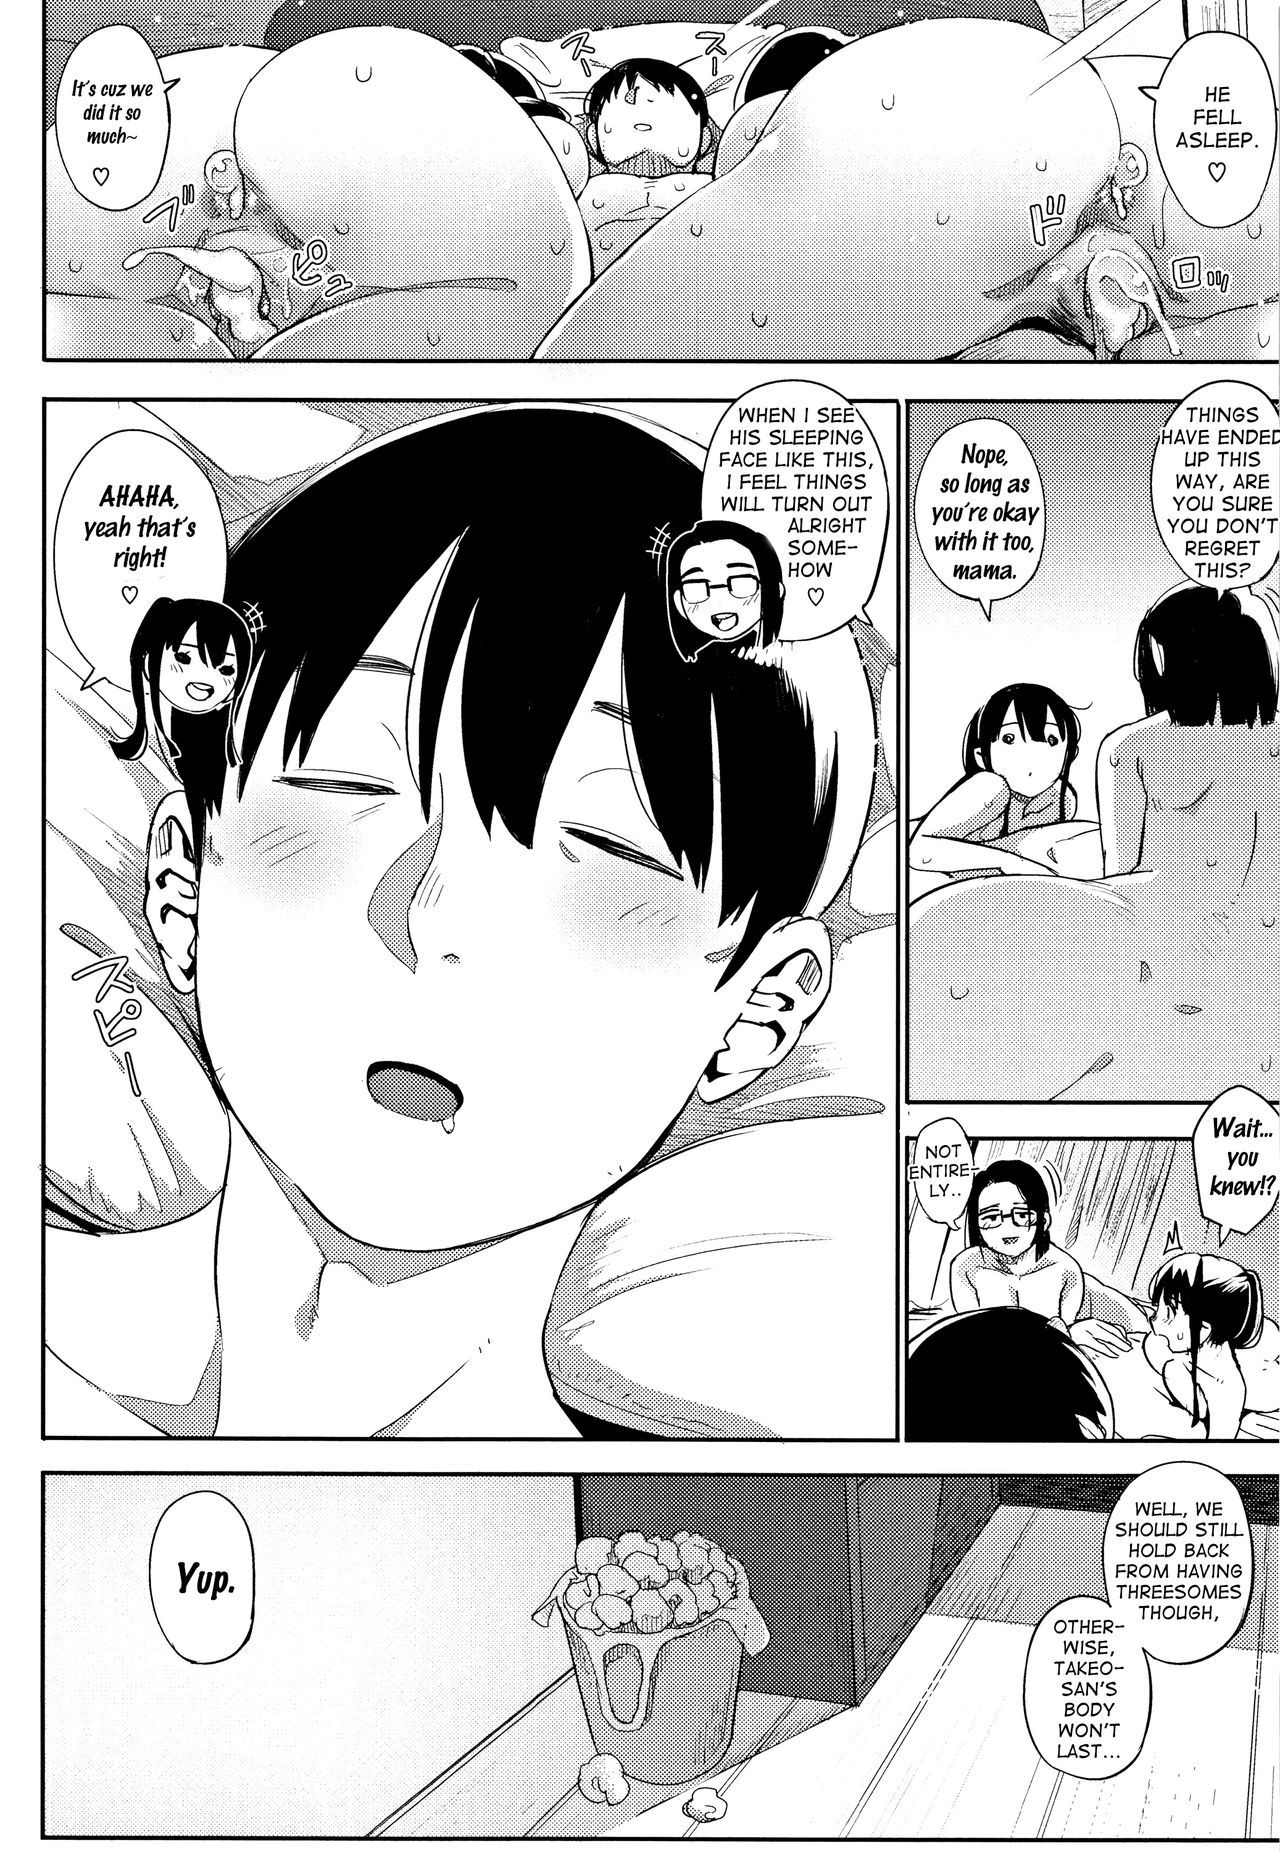 HE
FELL
ASLEEP.
♡
スー
スー
It's cuz we
did it so
much~
♡
ド
ロッ
ブビ
ピュ
THINGS
HAVE ENDED
UP THIS
WAY, ARE
YOU SURE
YOU DON'T
REGRET
THIS?
Nope,
so long as
you're okay
with it too,
mama.
Wait...
you
knew!?
NOT
ENTIRE-
LY..
WHEN I SEE
HIS SLEEPING
FACE LIKE THIS,
I FEEL THINGS
WILL TURN OUT
ALRIGHT
SOME-
HOW
♡
AHAHA,
yeah that's
right!
♡
スピー
WELL, WE
SHOULD STILL
HOLD BACK
FROM HAVING
THREESOMES
THOUGH,
OTHER-
WISE,
TAKEO-
SAN'S
BODY
WON'T
LAST...
Yup.